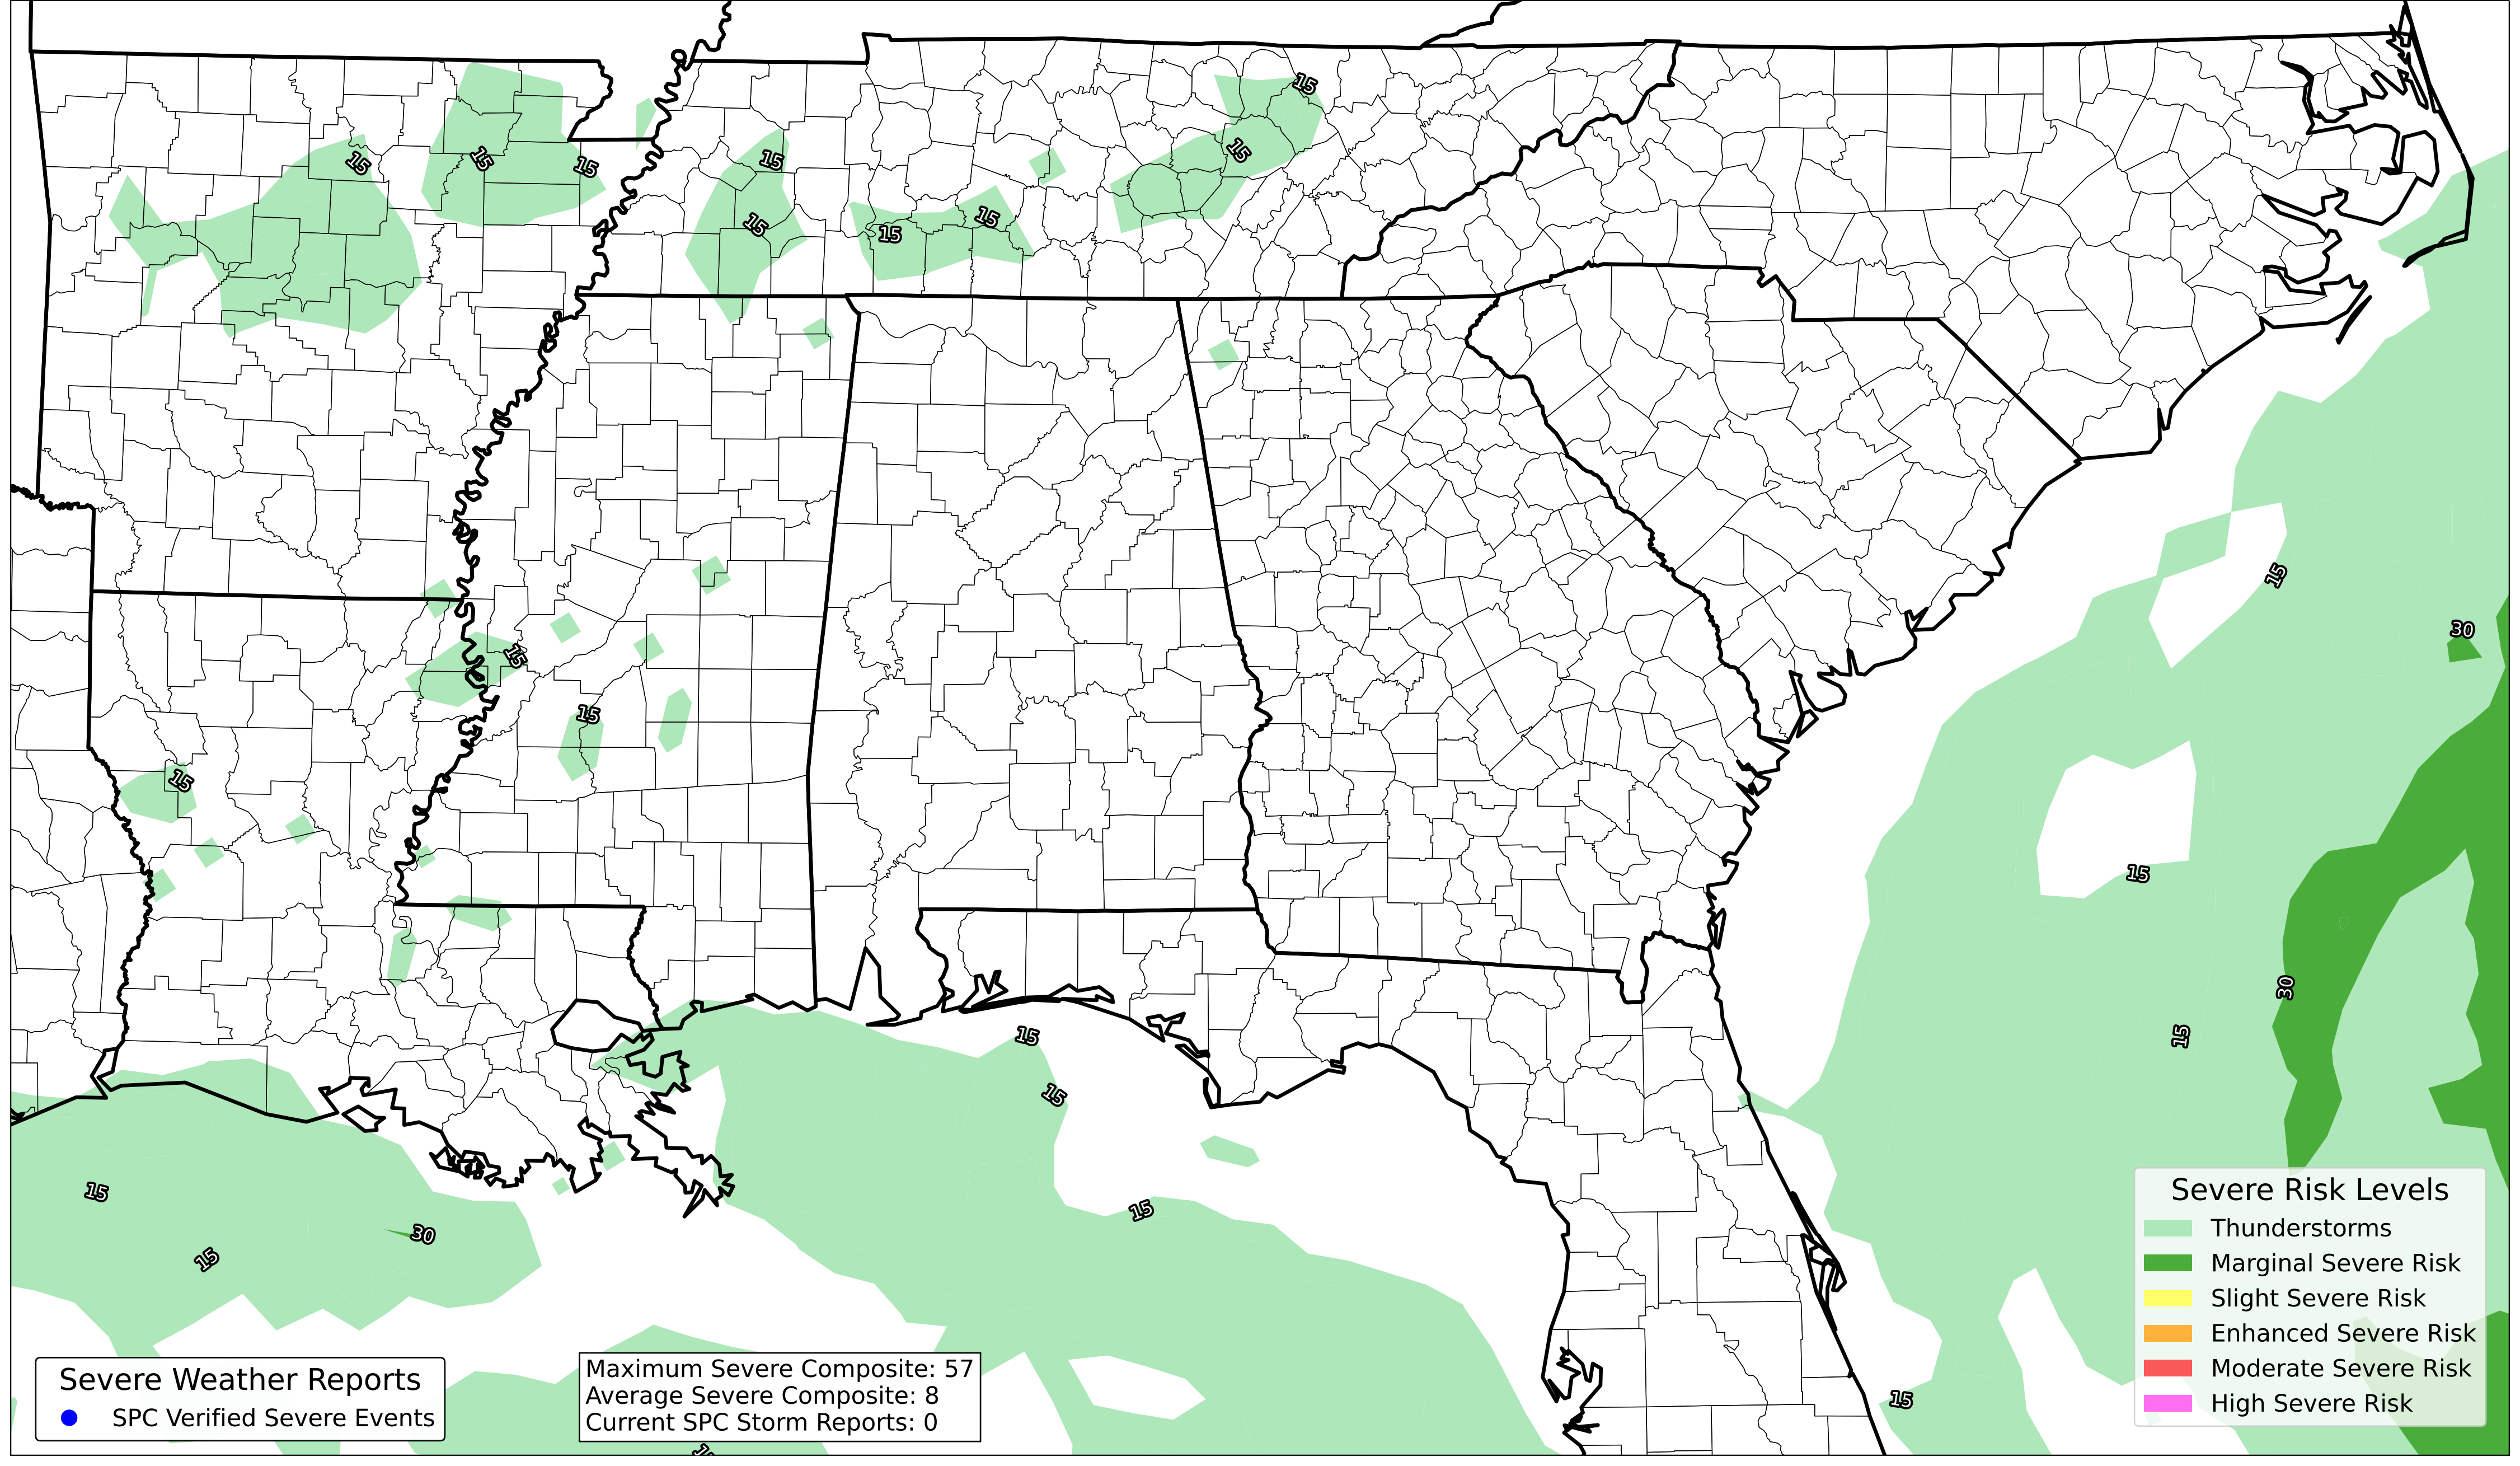 15
15
15
15
15
15
15
15
15
15
15
30
15
15
15
15
30
15
15
15
15
15
30
15
15
Severe Risk Levels
Thunderstorms
Marginal Severe Risk
Slight Severe Risk
Enhanced Severe Risk
Moderate Severe Risk
High Severe Risk
Severe Weather Reports
SPC Verified Severe Events
Maximum Severe Composite: 57
Average Severe Composite: 8
Current SPC Storm Reports: 0